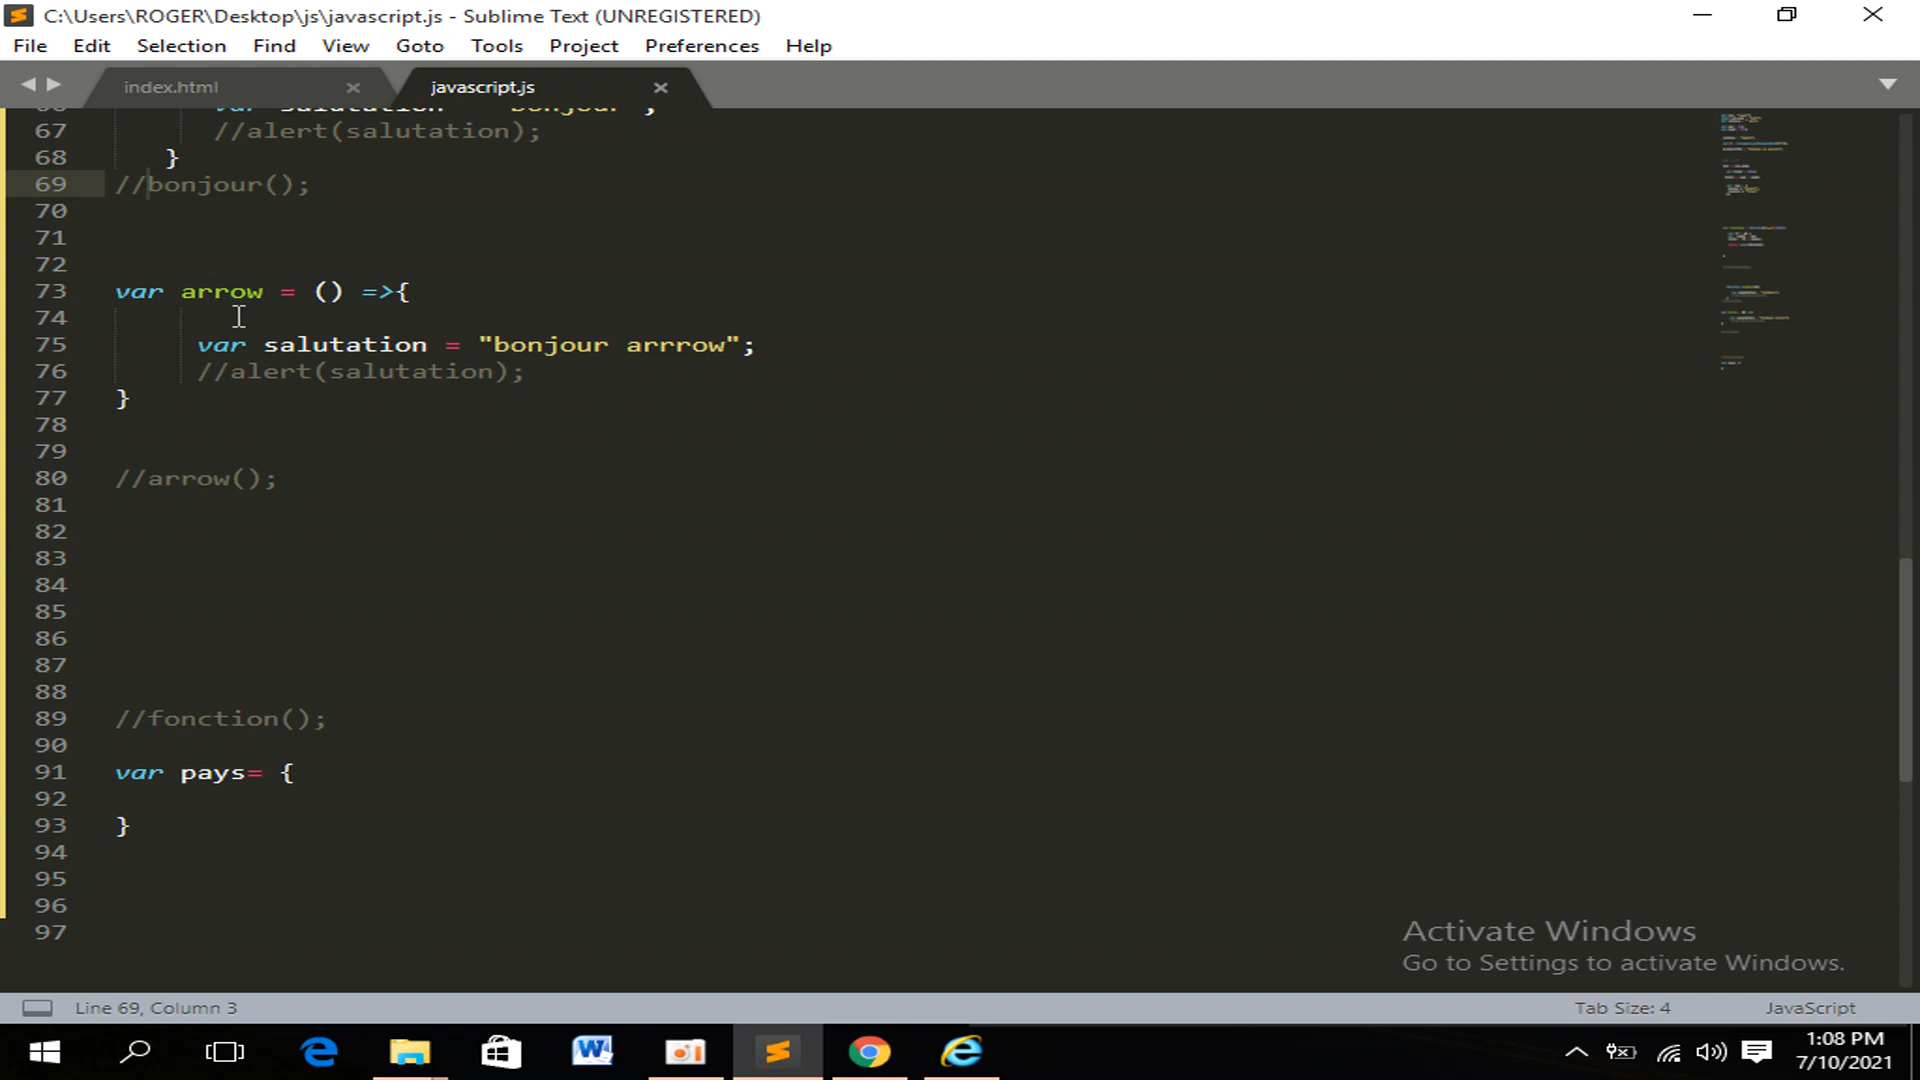 C:\Users\ROGER\Desktop\js\javascript.js - Sublime Text (UNREGISTERED)
File Edit Selection Find View Goto Tools Project Preferences Help
index.html × javascript.js ×
var salutation = "bonjour";
67 //alert(salutation);
68 }
69 //bonjour();
70
71
72
73 var arrow = () =>{
74
75 var salutation = "bonjour arrrow";
76 //alert(salutation);
77 }
78
79
80 //arrow();
81
82
83
84
85
86
87
88
89 //fonction();
90
91 var pays= {
92
93 }
94
95
96
97
Activate Windows
Go to Settings to activate Windows.
Line 69, Column 3 Tab Size: 4 JavaScript
1:08 PM
7/10/2021